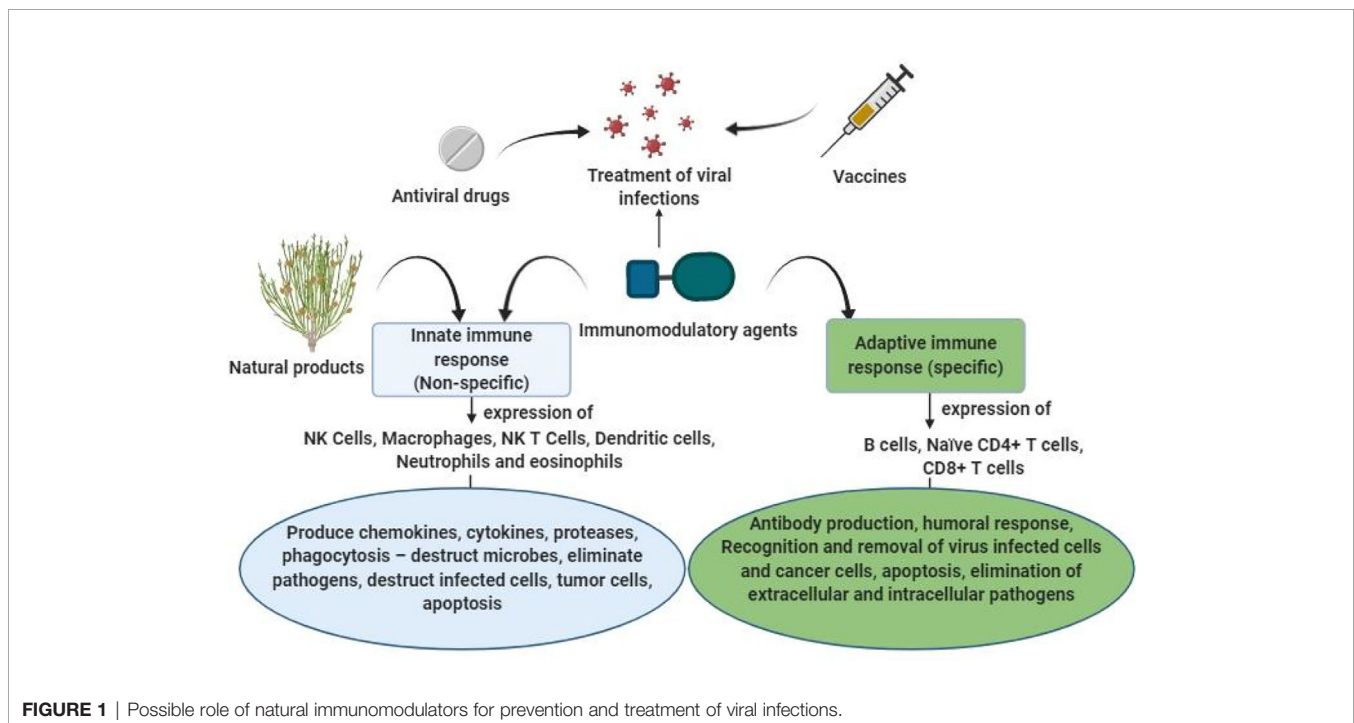 Treatment of viral
infections
Antiviral drugs
Vaccines
Natural products
Innate immune
response
(Non-specific)
Immunomodulatory agents
Adaptive immune
response (specific)
expression of
NK Cells, Macrophages, NK T Cells, Dendritic cells,
Neutrophils and eosinophils
expression of
B cells, Naïve CD4+ T cells,
CD8+ T cells
Produce chemokines, cytokines, proteases,
phagocytosis – destruct microbes, eliminate
pathogens, destruct infected cells, tumor cells,
apoptosis
Antibody production, humoral response,
Recognition and removal of virus infected cells
and cancer cells, apoptosis, elimination of
extracellular and intracellular pathogens
FIGURE 1 | Possible role of natural immunomodulators for prevention and treatment of viral infections.